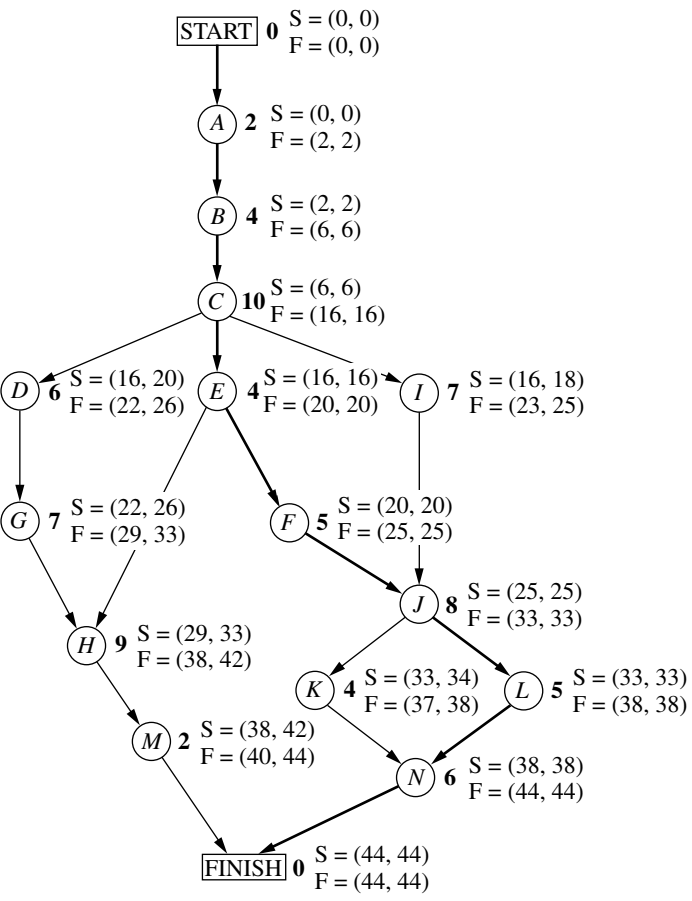 START 0 S = (0, 0)
F = (0, 0)
A 2 S = (0, 0)
F = (2, 2)
B 4 S = (2, 2)
F = (6, 6)
C 10 S = (6, 6)
F = (16, 16)
D 6 S = (16, 20)
F = (22, 26)
E 4 S = (16, 16)
F = (20, 20)
I 7 S = (16, 18)
F = (23, 25)
G 7 S = (22, 26)
F = (29, 33)
F 5 S = (20, 20)
F = (25, 25)
J 8 S = (25, 25)
F = (33, 33)
H 9 S = (29, 33)
F = (38, 42)
K 4 S = (33, 34)
F = (37, 38)
L 5 S = (33, 33)
F = (38, 38)
M 2 S = (38, 42)
F = (40, 44)
N 6 S = (38, 38)
F = (44, 44)
FINISH 0 S = (44, 44)
F = (44, 44)